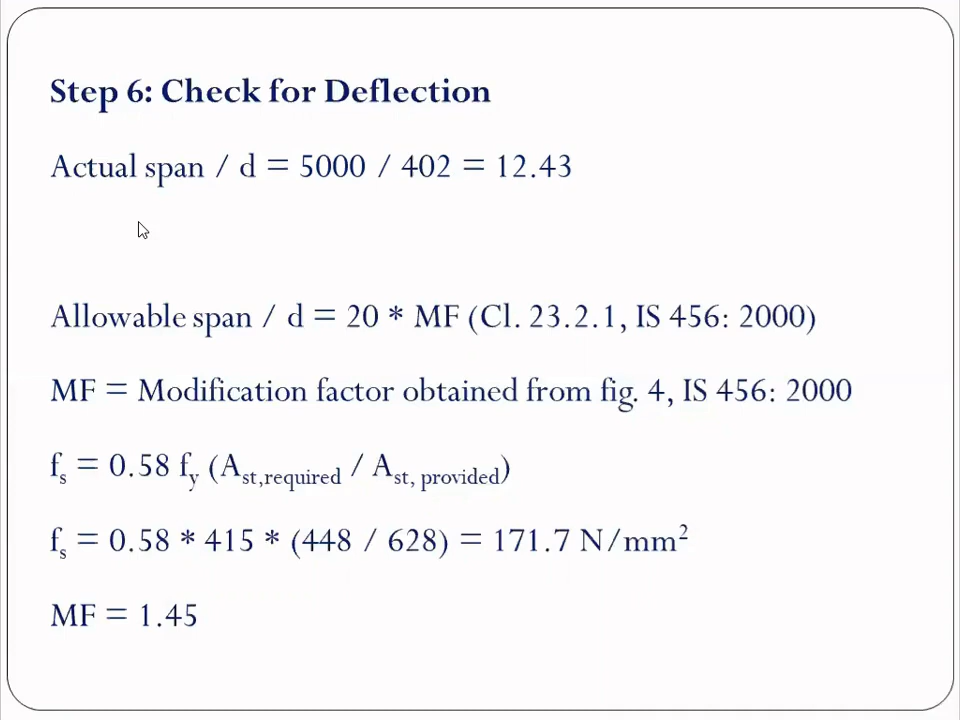 Step 6: Check for Deflection
Actual span / d = 5000 / 402 = 12.43
Allowable span / d = 20 * MF (Cl. 23.2.1, IS 456: 2000)
MF = Modification factor obtained from fig. 4, IS 456: 2000
fs = 0.58 fy (Ast,required / Ast, provided)
fs = 0.58 * 415 * (448 / 628) = 171.7 N/mm²
MF = 1.45